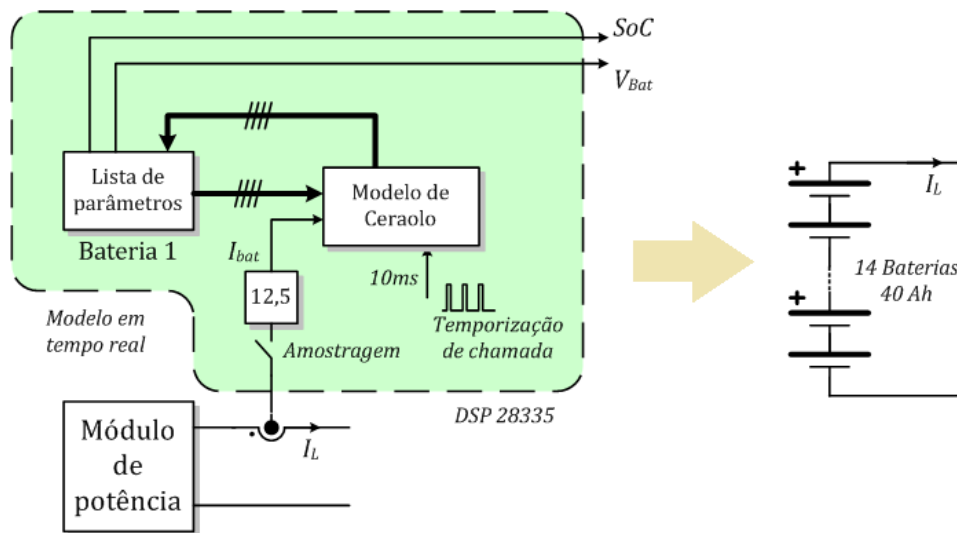 SoC
V_Bat
Lista de
parâmetros
Bateria 1
Modelo de
Ceraolo
I_bat
12,5
10ms
Temporização
de chamada
Amostragem
Modelo em
tempo real
DSP 28335
Módulo
de
potência
I_L
+
I_L
14 Baterias
40 Ah
+